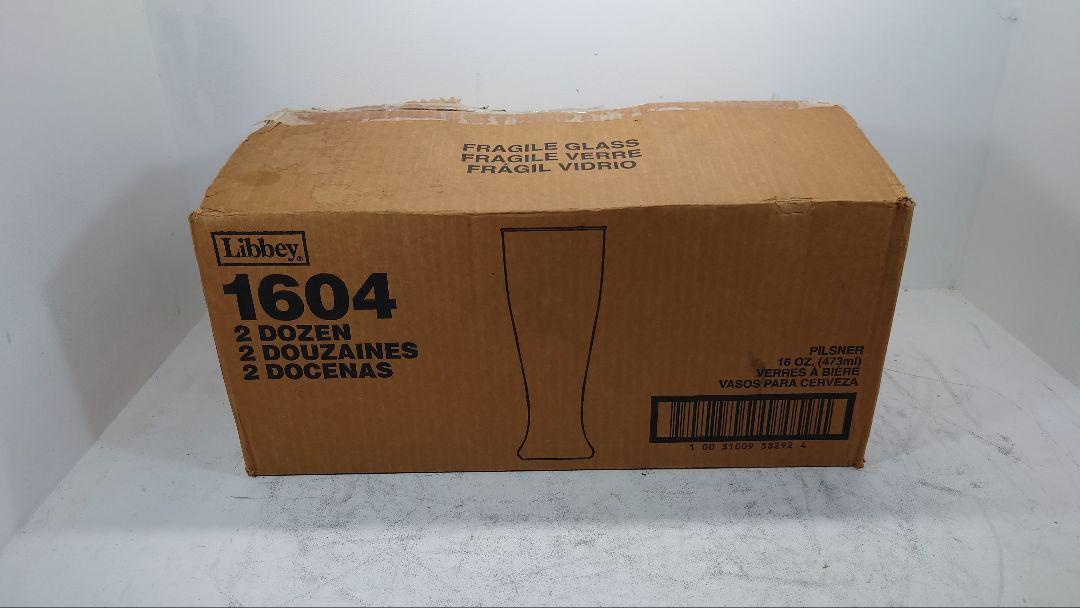 FRAGILE GLASS
FRAGILE VERRE
FRÁGIL VIDRIO
Libbey®
1604
2 DOZEN
2 DOUZAINES
2 DOCENAS
PILSNER
16 OZ. (473ml)
VERRES À BIÈRE
VASOS PARA CERVEZA
1 00 31009 38292 4